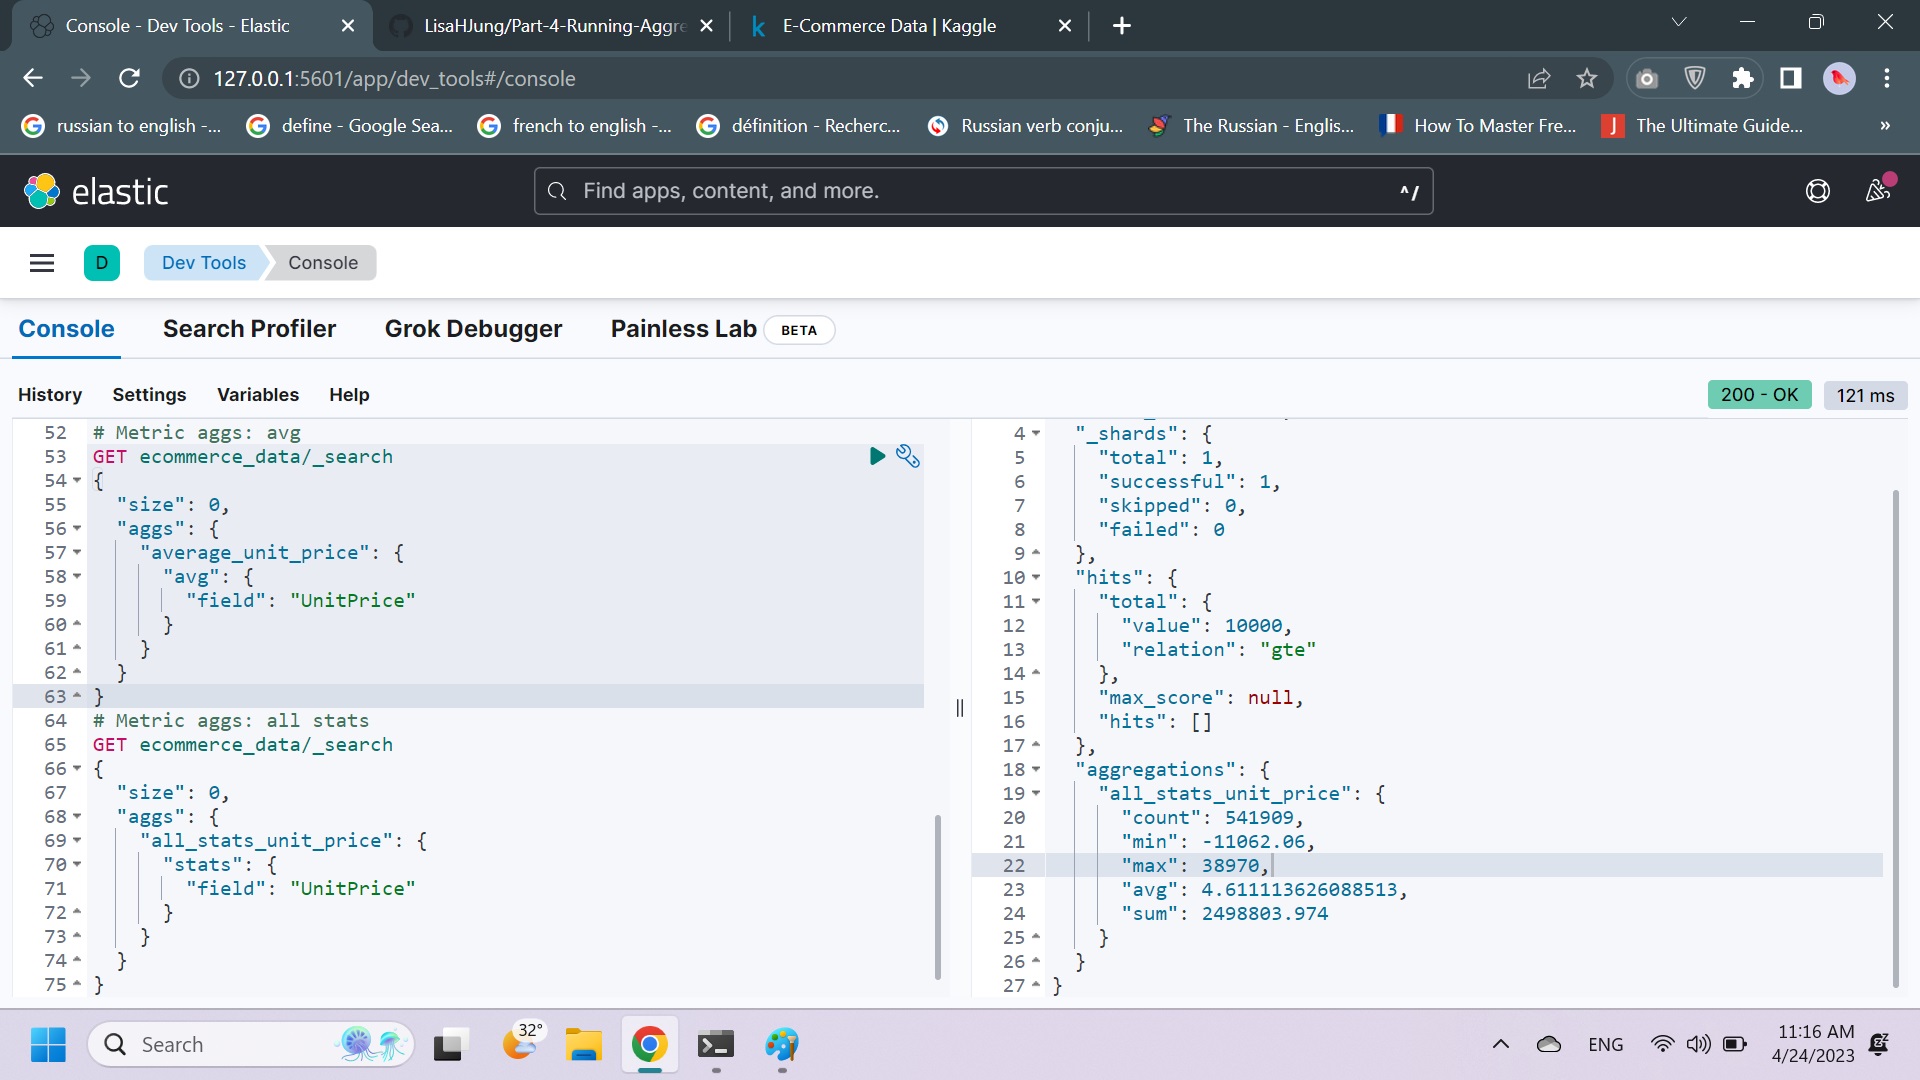 Console - Dev Tools - Elastic
LisaHJung/Part-4-Running-Aggre
E-Commerce Data | Kaggle
127.0.0.1:5601/app/dev_tools#/console
russian to english -...
define - Google Sea...
french to english -...
définition - Recherc...
Russian verb conju...
The Russian - Englis...
How To Master Fre...
The Ultimate Guide...
»
elastic
Find apps, content, and more.
^/
D
Dev Tools
Console
Console
Search Profiler
Grok Debugger
Painless Lab
BETA
History
Settings
Variables
Help
200 - OK
121 ms
52 # Metric aggs: avg
53 GET ecommerce_data/_search
54 {
55 "size": 0,
56 "aggs": {
57 "average_unit_price": {
58 "avg": {
59 "field": "UnitPrice"
60 }
61 }
62 }
63 }
64 # Metric aggs: all stats
65 GET ecommerce_data/_search
66 {
67 "size": 0,
68 "aggs": {
69 "all_stats_unit_price": {
70 "stats": {
71 "field": "UnitPrice"
72 }
73 }
74 }
75 }
4 "_shards": {
5 "total": 1,
6 "successful": 1,
7 "skipped": 0,
8 "failed": 0
9 },
10 "hits": {
11 "total": {
12 "value": 10000,
13 "relation": "gte"
14 },
15 "max_score": null,
16 "hits": []
17 },
18 "aggregations": {
19 "all_stats_unit_price": {
20 "count": 541909,
21 "min": -11062.06,
22 "max": 38970,
23 "avg": 4.611113626088513,
24 "sum": 2498803.974
25 }
26 }
27 }
Search
32°
ENG
11:16 AM
4/24/2023